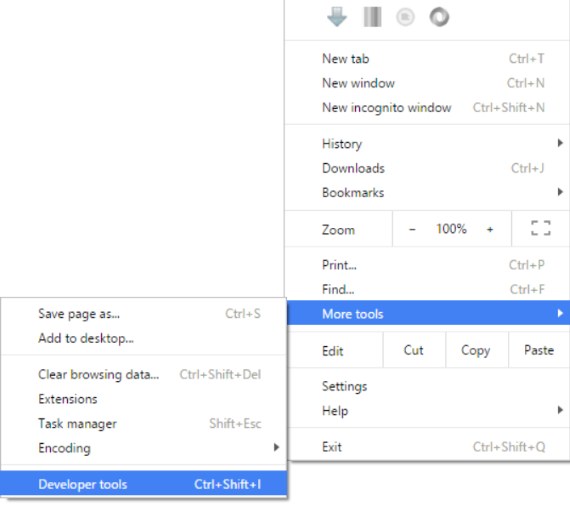 New tab Ctrl+T
New window Ctrl+N
New incognito window Ctrl+Shift+N
History
Downloads Ctrl+J
Bookmarks
Zoom - 100% +
Print... Ctrl+P
Find... Ctrl+F
More tools
Edit Cut Copy Paste
Settings
Help
Exit Ctrl+Shift+Q
Save page as... Ctrl+S
Add to desktop...
Clear browsing data... Ctrl+Shift+Del
Extensions
Task manager Shift+Esc
Encoding
Developer tools Ctrl+Shift+I